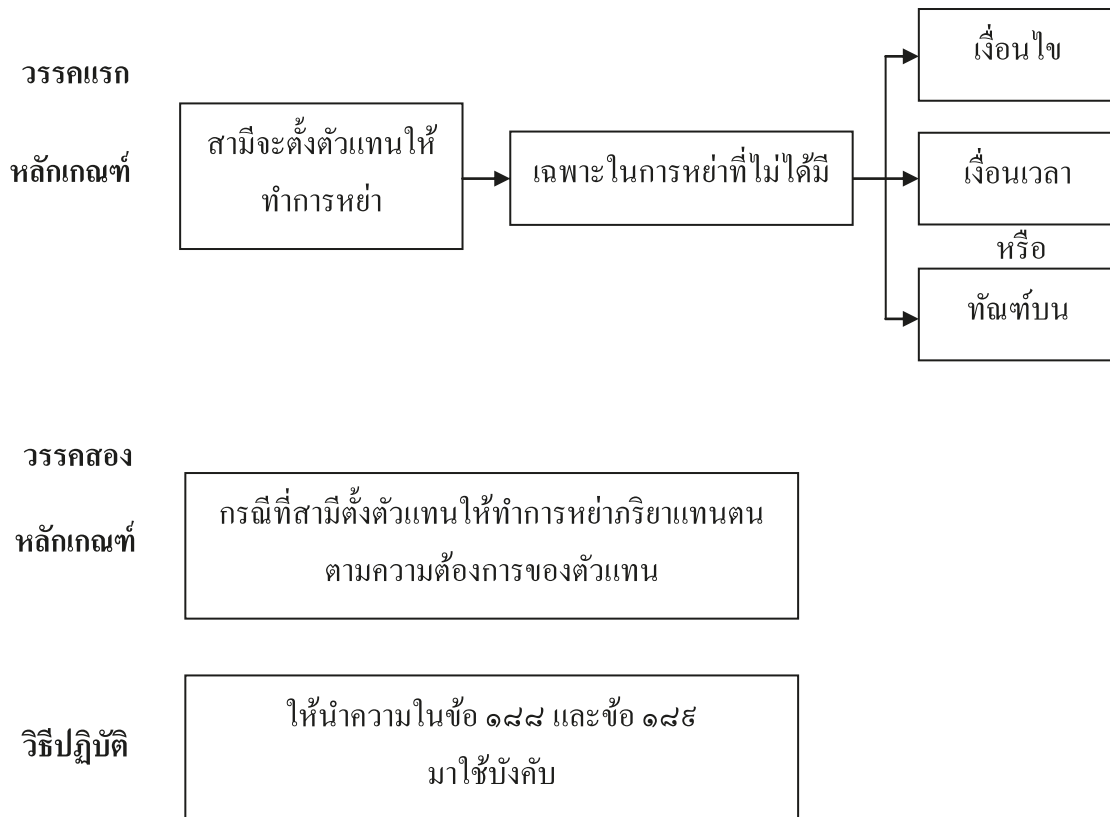 วรรคแรก
หลักเกณฑ์
สามีจะตั้งตัวแทนให้
ทำการหย่า
เฉพาะในการหย่าที่ไม่ได้มี
เงื่อนไข
เงื่อนเวลา
หรือ
ทัณฑ์บน
วรรคสอง
หลักเกณฑ์
กรณีที่สามีตั้งตัวแทนให้ทำการหย่าภริยาแทนตน
ตามความต้องการของตัวแทน
วิธีปฏิบัติ
ให้นำความในข้อ ๑๘๘ และข้อ ๑๘๙
มาใช้บังคับ